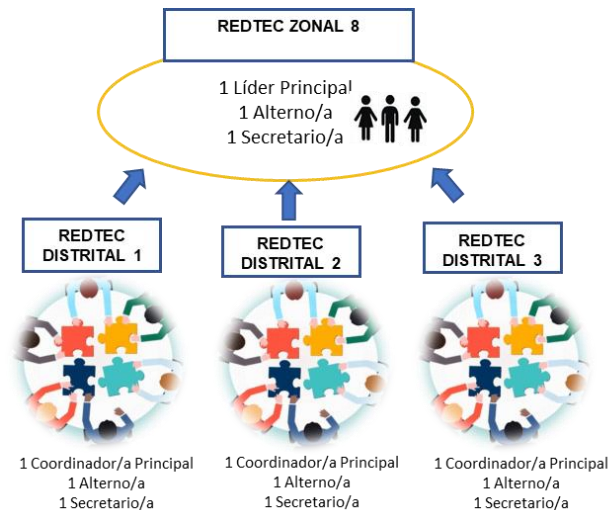 REDTEC ZONAL 8
1 Líder Principal
1 Alterno/a
1 Secretario/a
REDTEC
DISTRITAL 1
REDTEC
DISTRITAL 2
REDTEC
DISTRITAL 3
1 Coordinador/a Principal
1 Alterno/a
1 Secretario/a
1 Coordinador/a Principal
1 Alterno/a
1 Secretario/a
1 Coordinador/a Principal
1 Alterno/a
1 Secretario/a